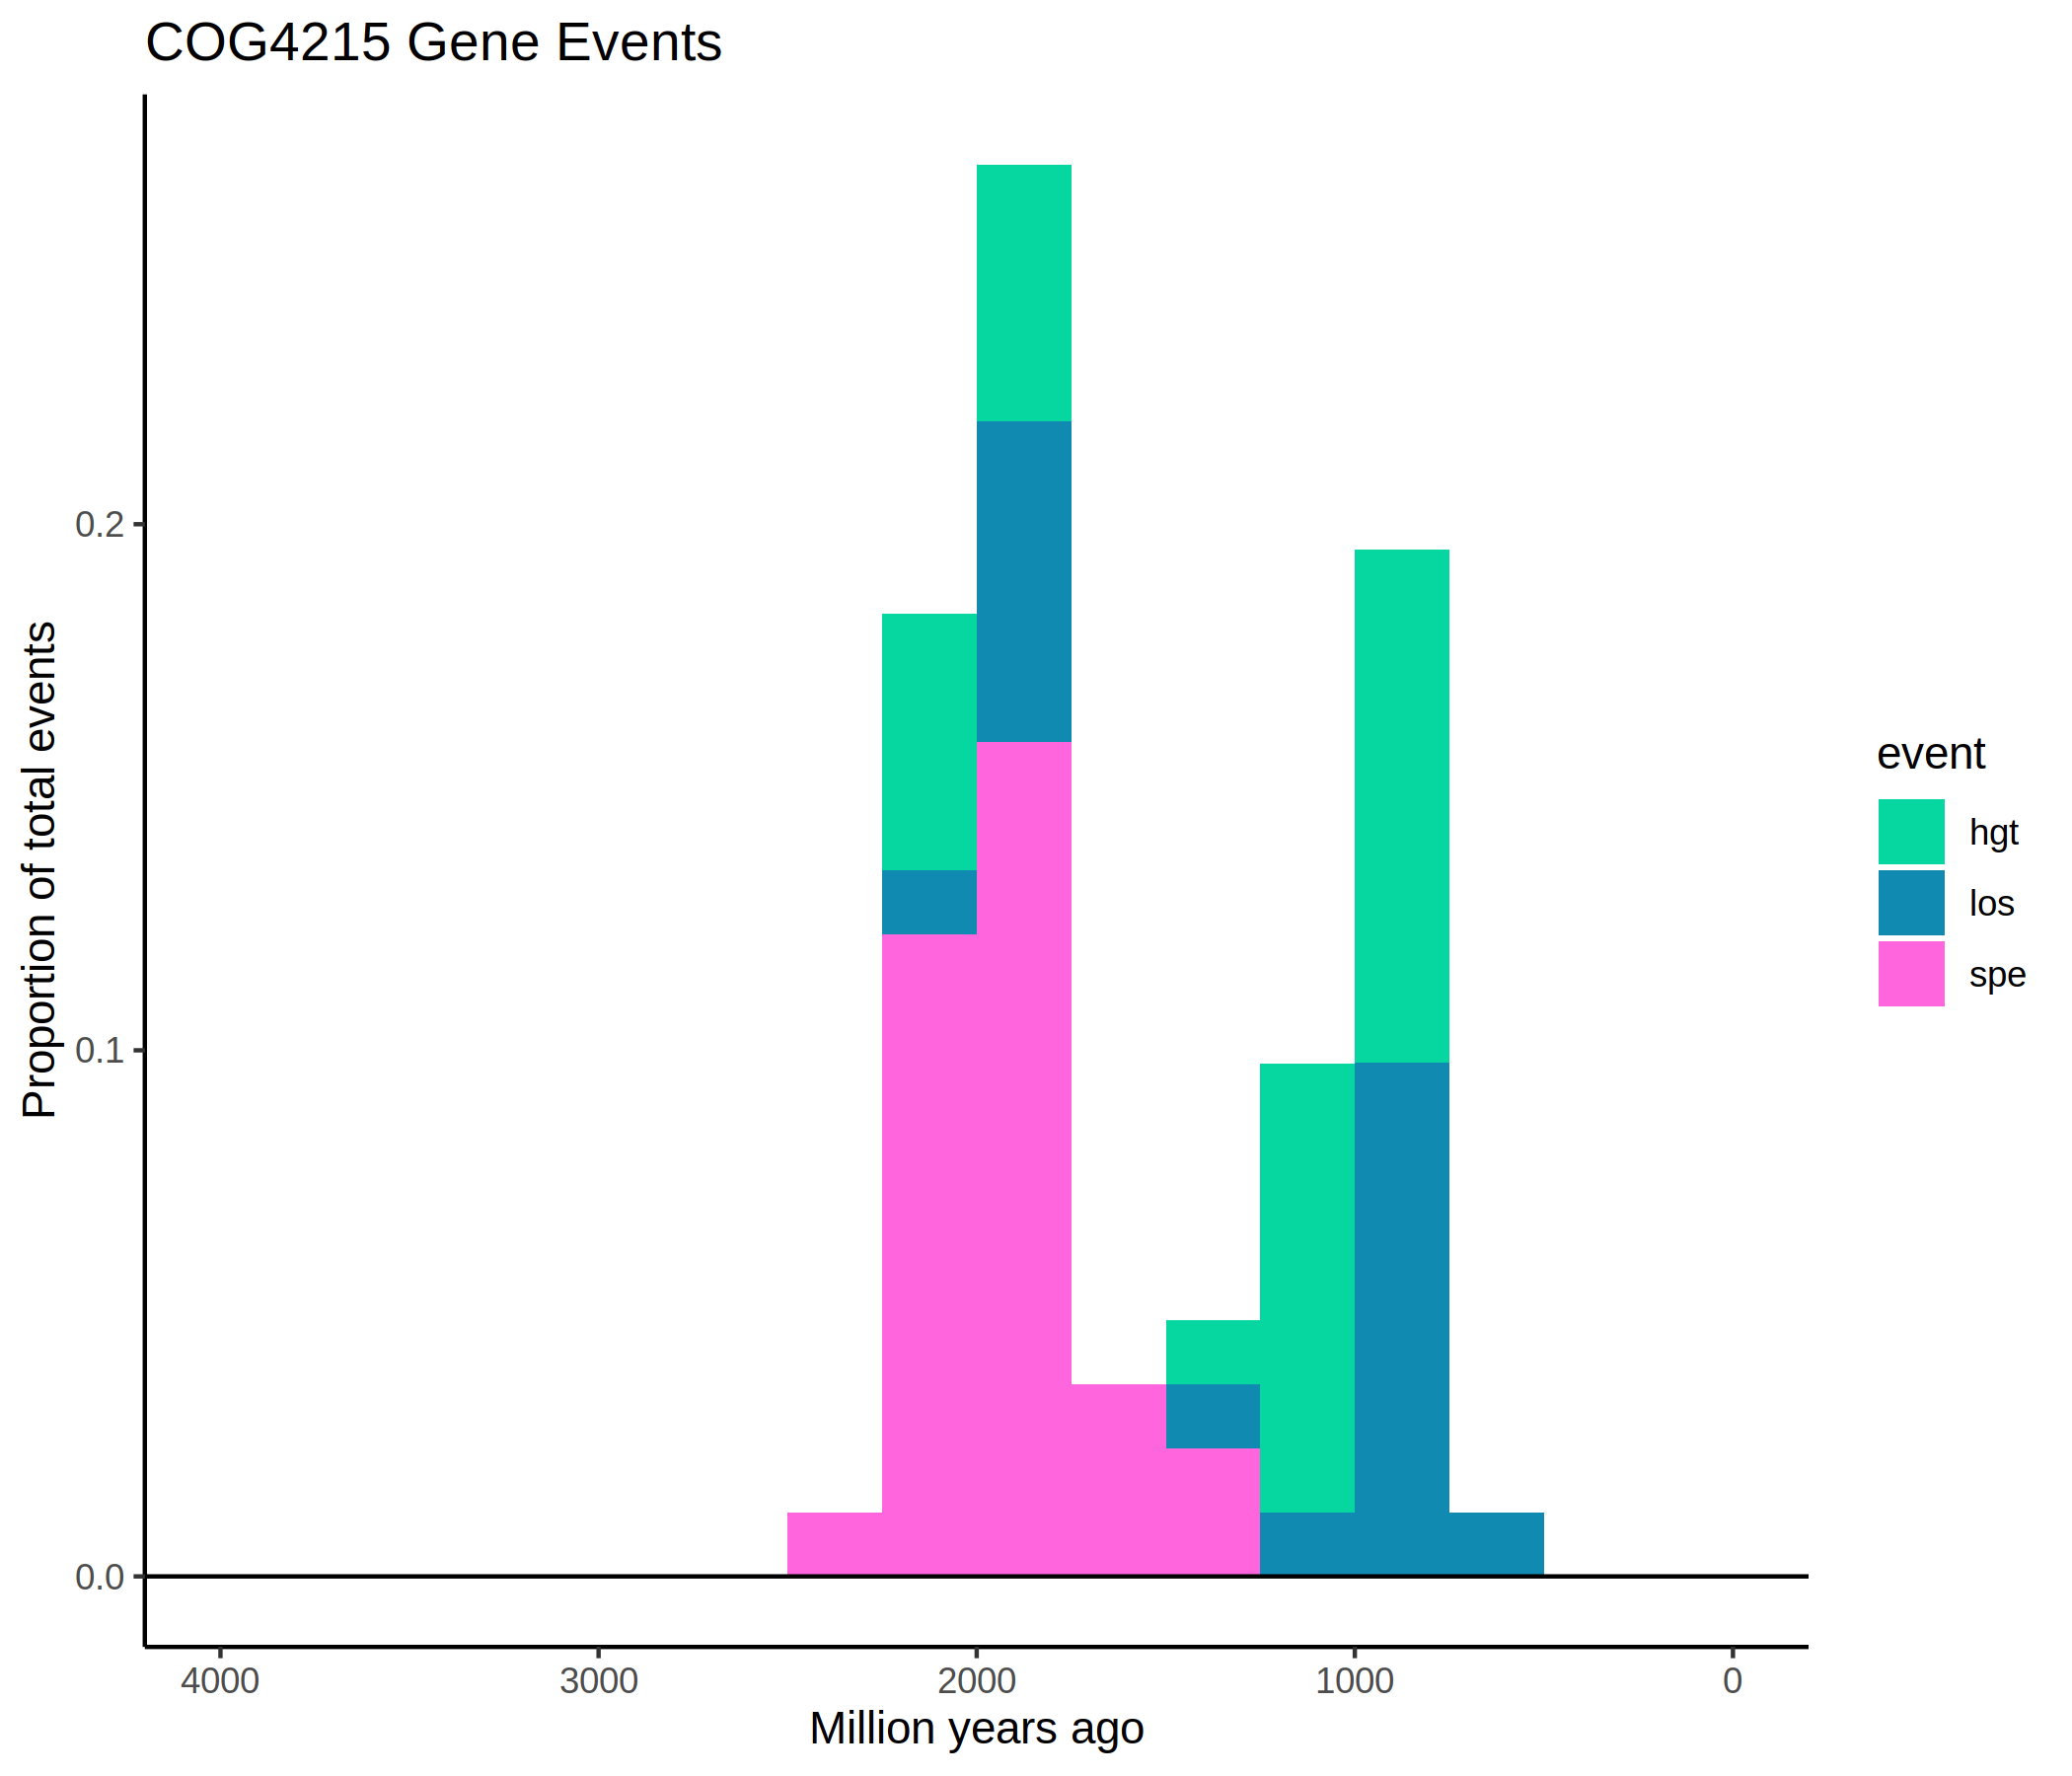 COG4215 Gene Events
Proportion of total events
0.2
0.1
0.0
4000 3000 2000 1000 0
Million years ago
event
hgt
los
spe